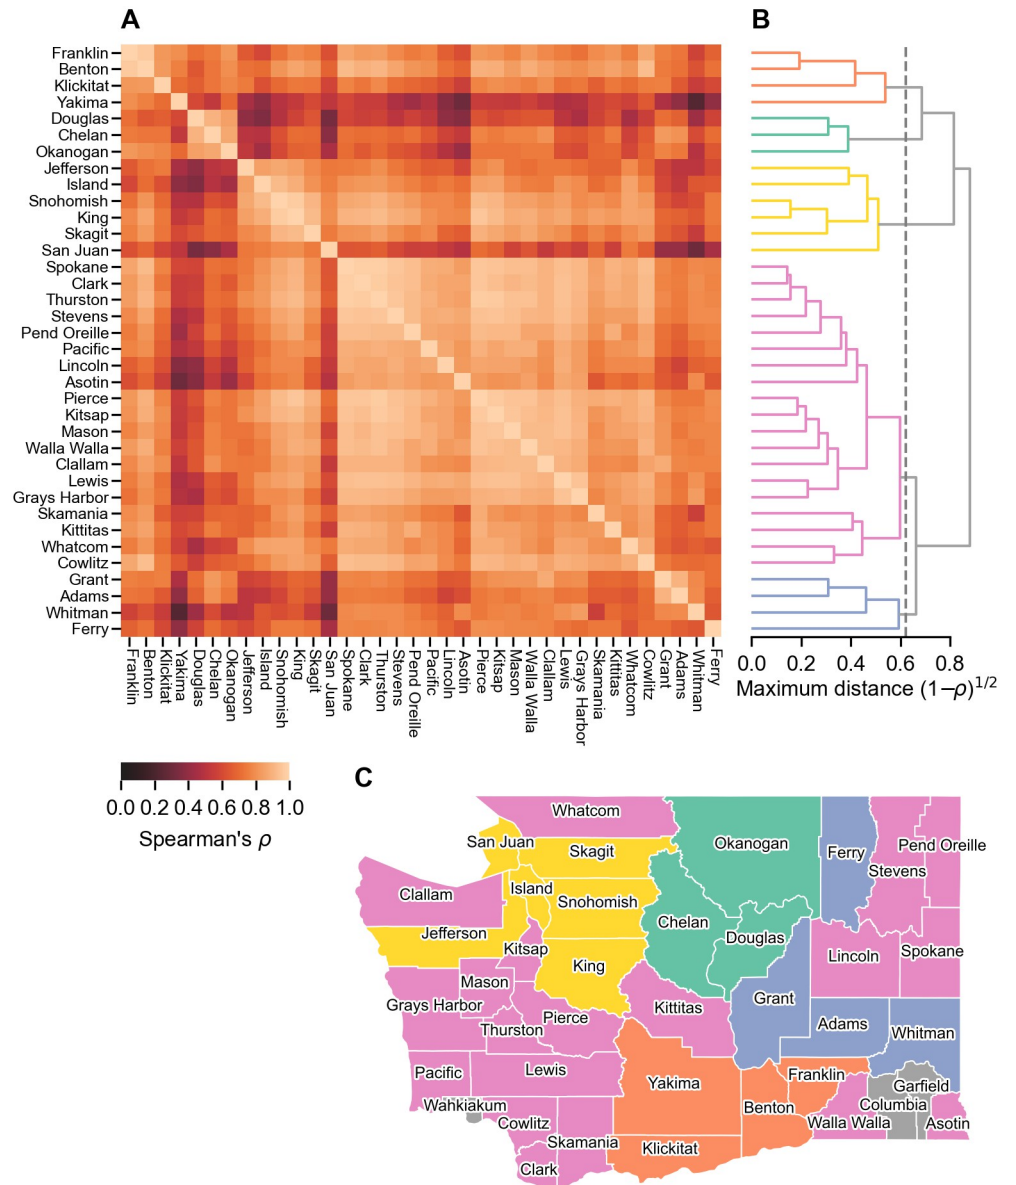 A
B
Franklin
Benton
Klickitat
Yakima
Douglas
Chelan
Okanogan
Jefferson
Island
Snohomish
King
Skagit
San Juan
Spokane
Clark
Thurston
Stevens
Pend Oreille
Pacific
Lincoln
Asotin
Pierce
Kitsap
Mason
Walla Walla
Clallam
Lewis
Grays Harbor
Skamania
Kittitas
Whatcom
Cowlitz
Grant
Adams
Whitman
Ferry
Franklin
Benton
Klickitat
Yakima
Douglas
Chelan
Okanogan
Jefferson
Island
Snohomish
King
Skagit
San Juan
Spokane
Clark
Thurston
Stevens
Pend Oreille
Pacific
Lincoln
Asotin
Pierce
Kitsap
Mason
Walla Walla
Clallam
Lewis
Grays Harbor
Skamania
Kittitas
Whatcom
Cowlitz
Grant
Adams
Whitman
Ferry
0.0 0.2 0.4 0.6 0.8
Maximum distance (1−ρ)^1/2
0.0 0.2 0.4 0.6 0.8 1.0
Spearman's ρ
C
Whatcom
San Juan
Skagit
Okanogan
Ferry
Pend Oreille
Stevens
Clallam
Island
Snohomish
Chelan
Jefferson
Douglas
Kitsap
Lincoln
Spokane
King
Mason
Grant
Grays Harbor
Kittitas
Pierce
Thurston
Adams
Whitman
Pacific
Lewis
Yakima
Franklin
Garfield
Wahkiakum
Benton
Columbia
Cowlitz
Walla Walla
Asotin
Skamania
Klickitat
Clark